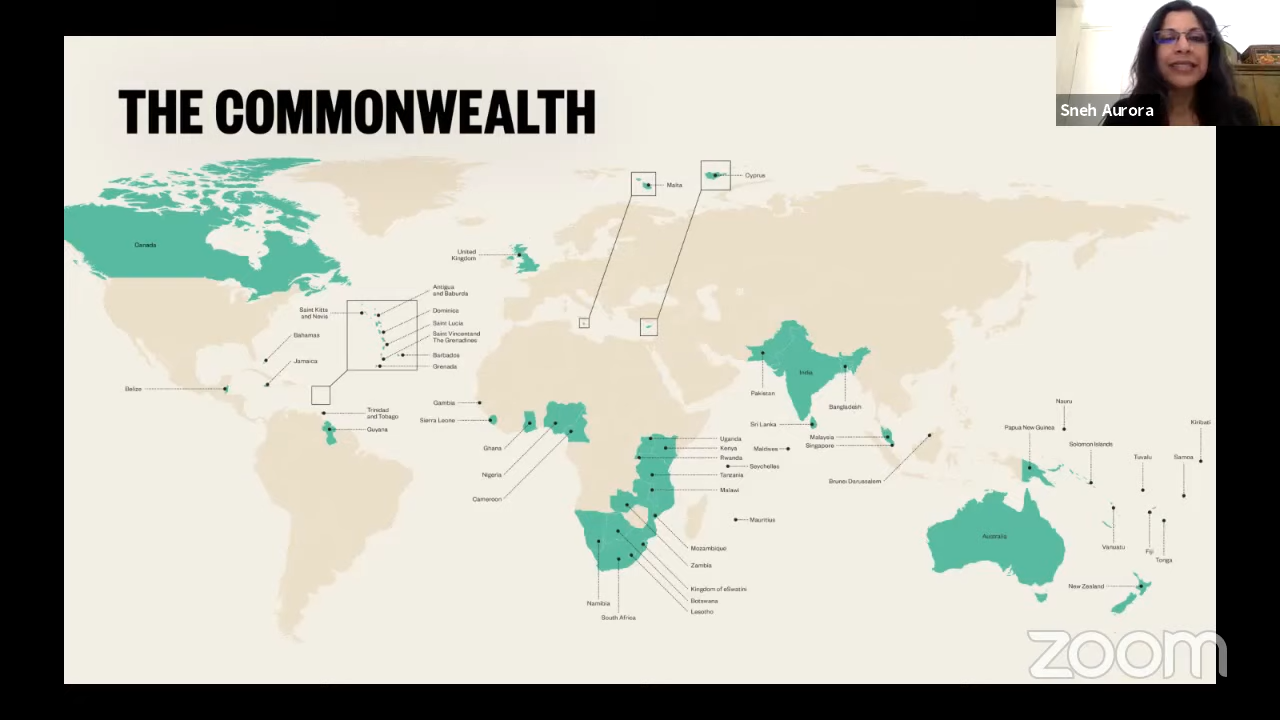 THE COMMONWEALTH
Sneh Aurora
Malta
Cyprus
Canada
United
Kingdom
Antigua
and Barbuda
Saint Kitts
and Nevis
Dominica
Saint Lucia
Saint Vincent and
The Grenadines
Bahamas
Barbados
Jamaica
Grenada
Belize
Trinidad
and Tobago
Guyana
Gambia
Sierra Leone
Ghana
Nigeria
Cameroon
Uganda
Kenya
Rwanda
Tanzania
Malawi
Seychelles
Maldives
Mauritius
Mozambique
Zambia
Kingdom of eSwatini
Botswana
Lesotho
Namibia
South Africa
India
Pakistan
Bangladesh
Sri Lanka
Malaysia
Singapore
Brunei Darussalam
Nauru
Papua New Guinea
Solomon Islands
Kiribati
Tuvalu
Samoa
Australia
Vanuatu
Fiji
Tonga
New Zealand
zoom